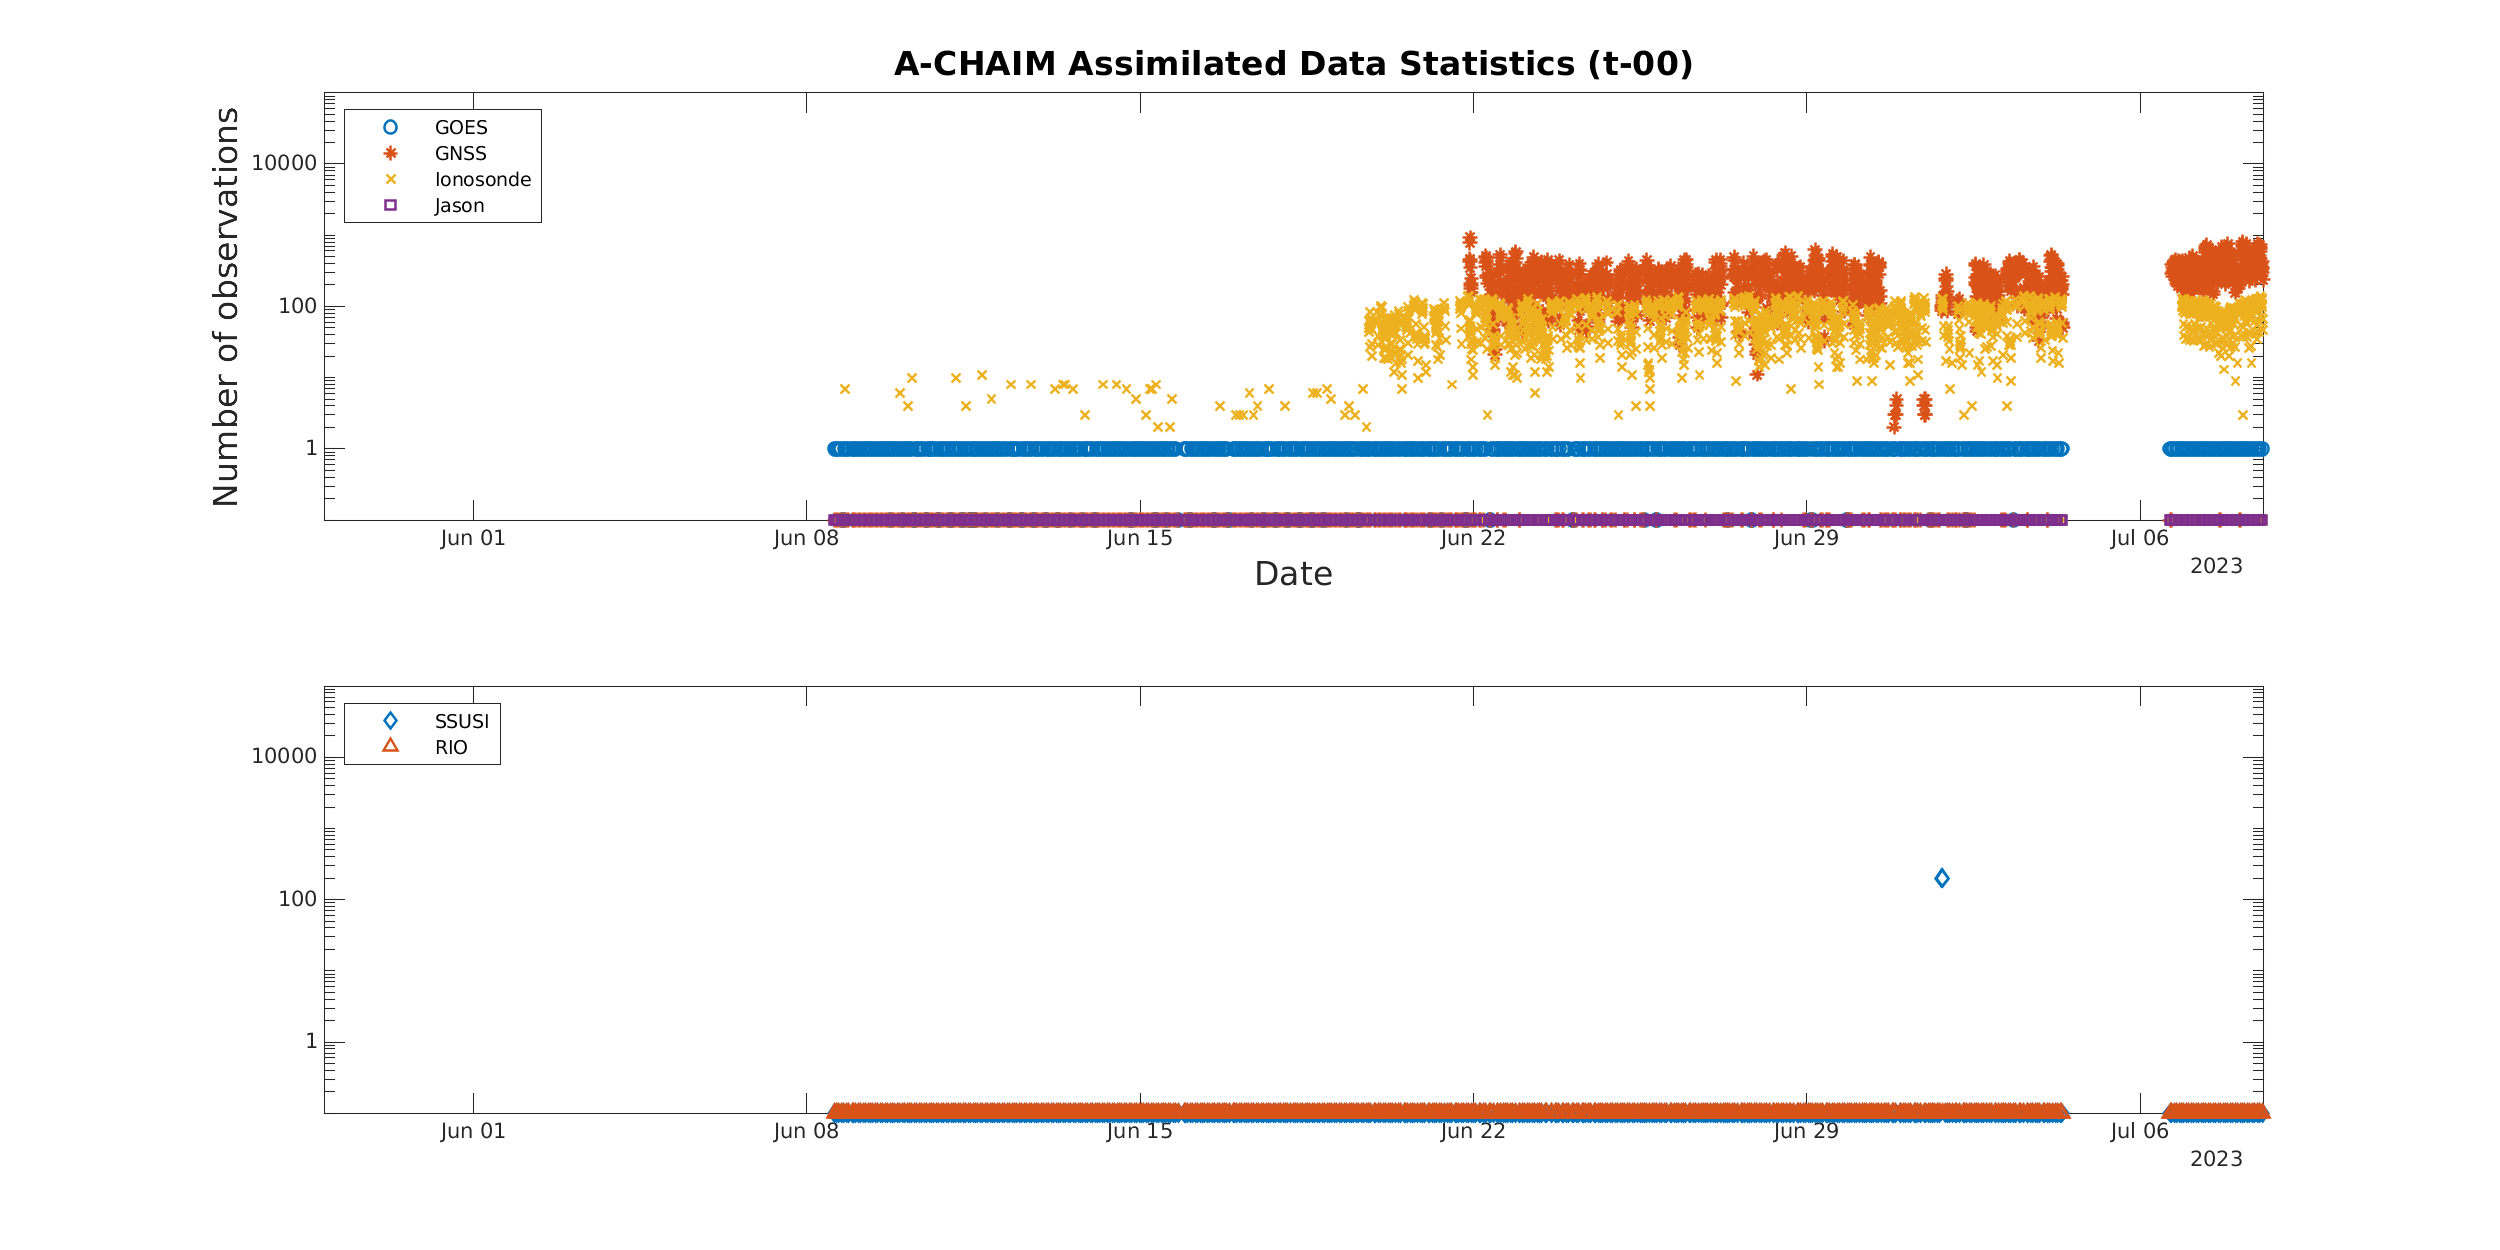 A-CHAIM Assimilated Data Statistics (t-00)
Number of observations
10000
100
1
GOES
GNSS
Ionosonde
Jason
Jun 01
Jun 08
Jun 15
Jun 22
Jun 29
Jul 06
2023
Date
10000
100
1
SSUSI
RIO
Jun 01
Jun 08
Jun 15
Jun 22
Jun 29
Jul 06
2023